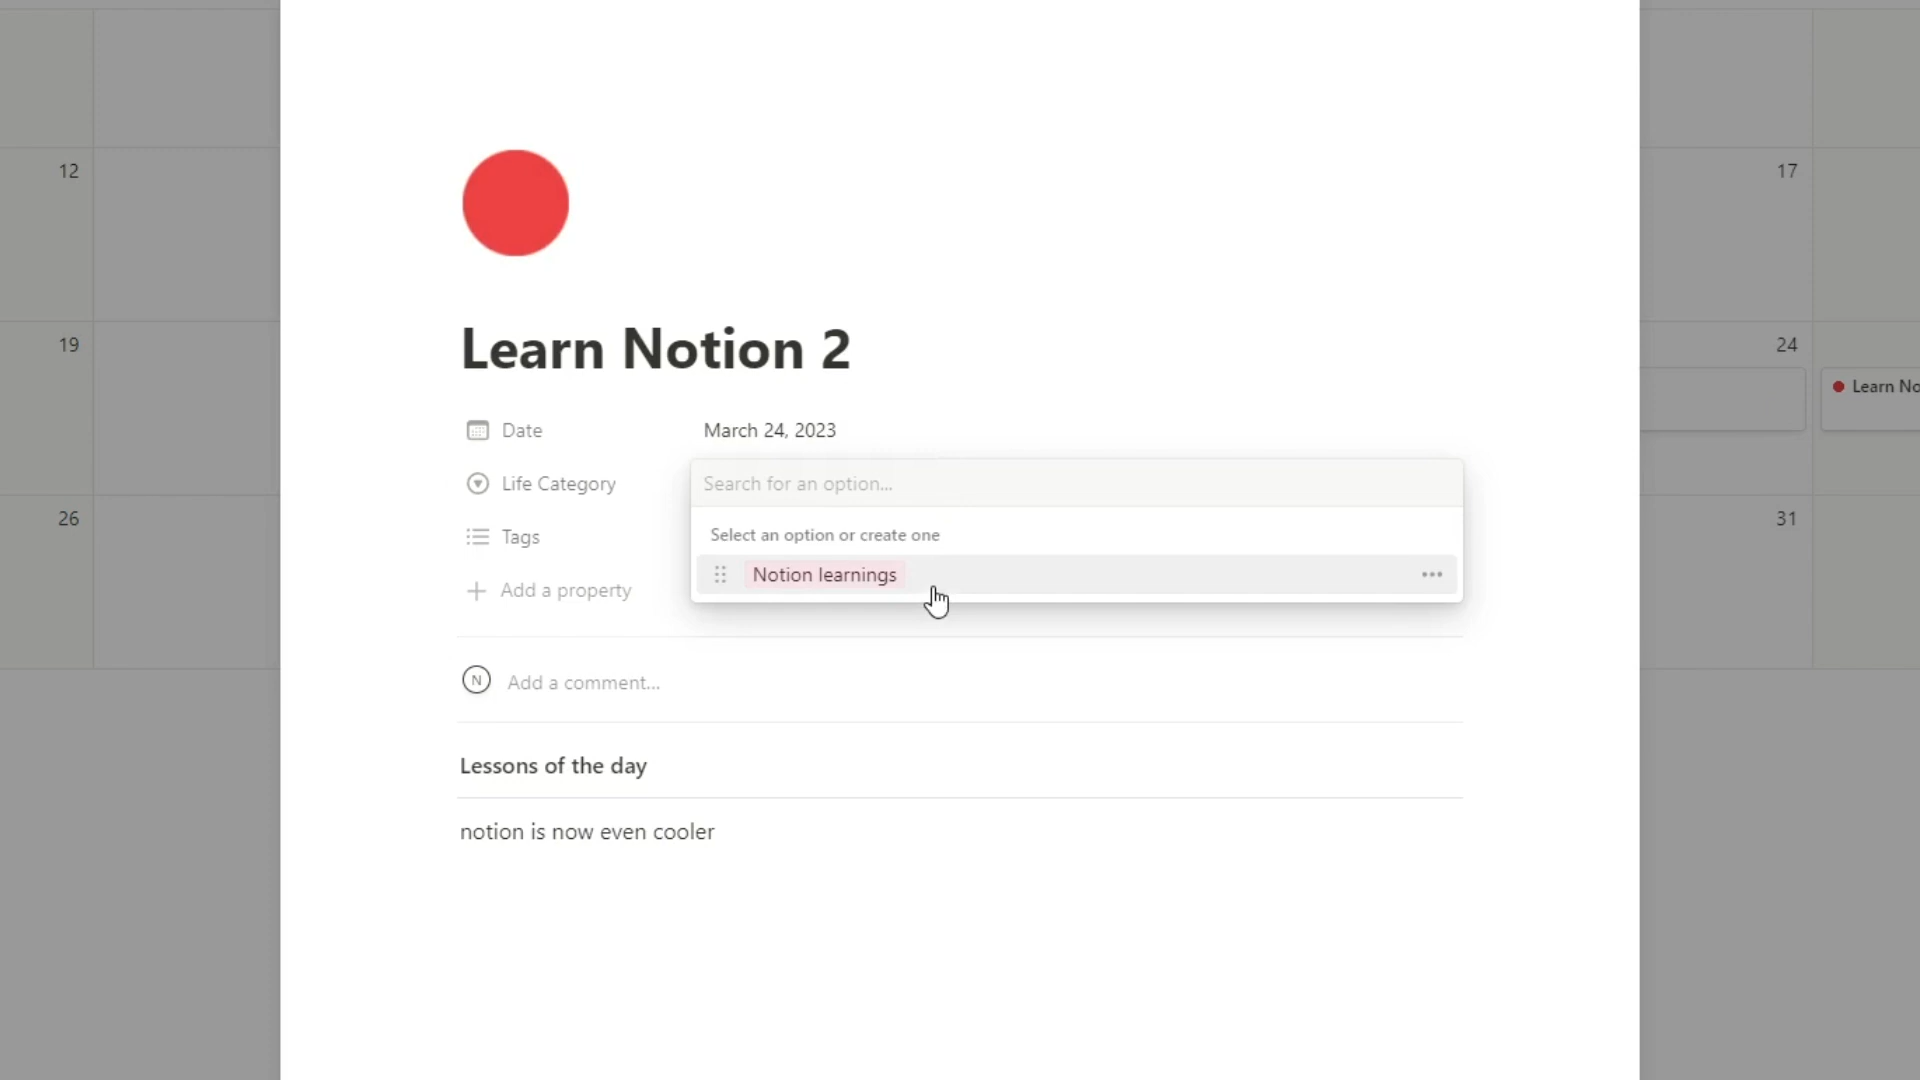 12
17
Learn Notion 2
19
24
Learn No
Date
March 24, 2023
Life Category
Search for an option...
26
31
Tags
Select an option or create one
Notion learnings
Add a property
N
Add a comment...
Lessons of the day
notion is now even cooler